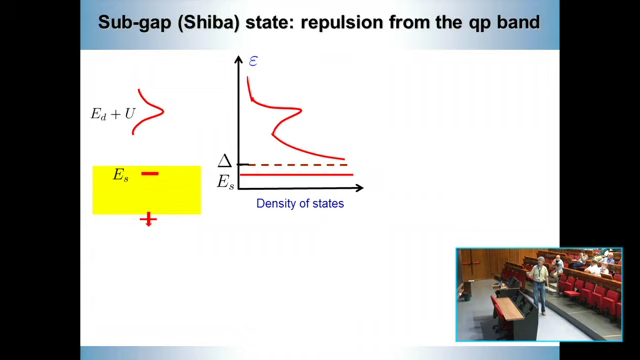 Sub-gap (Shiba) state: repulsion from the qp band
ε
E_d + U
Δ
E_s
E_s
Density of states